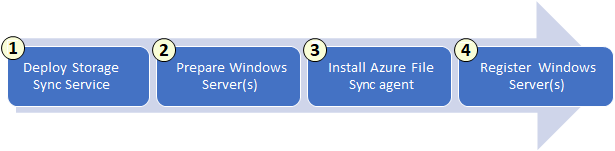 1
Deploy Storage
Sync Service
2
Prepare Windows
Server(s)
3
Install Azure File
Sync agent
4
Register Windows
Server(s)